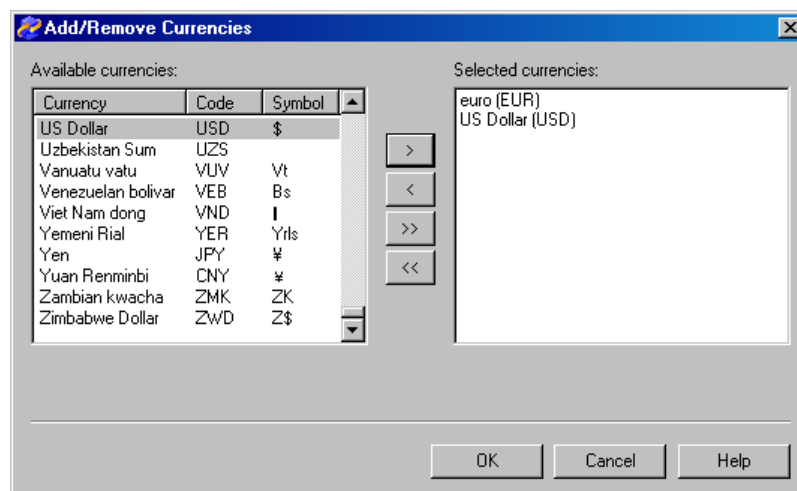 Add/Remove Currencies
Available currencies:
Currency Code Symbol
US Dollar USD $
Uzbekistan Sum UZS
Vanuatu vatu VUV Vt
Venezuelan bolivar VEB Bs
Viet Nam dong VND
Yemeni Rial YER Yrls
Yen JPY ¥
Yuan Renminbi CNY ¥
Zambian kwacha ZMK ZK
Zimbabwe Dollar ZWD Z$
>
<
>>
<<
Selected currencies:
euro (EUR)
US Dollar (USD)
OK Cancel Help